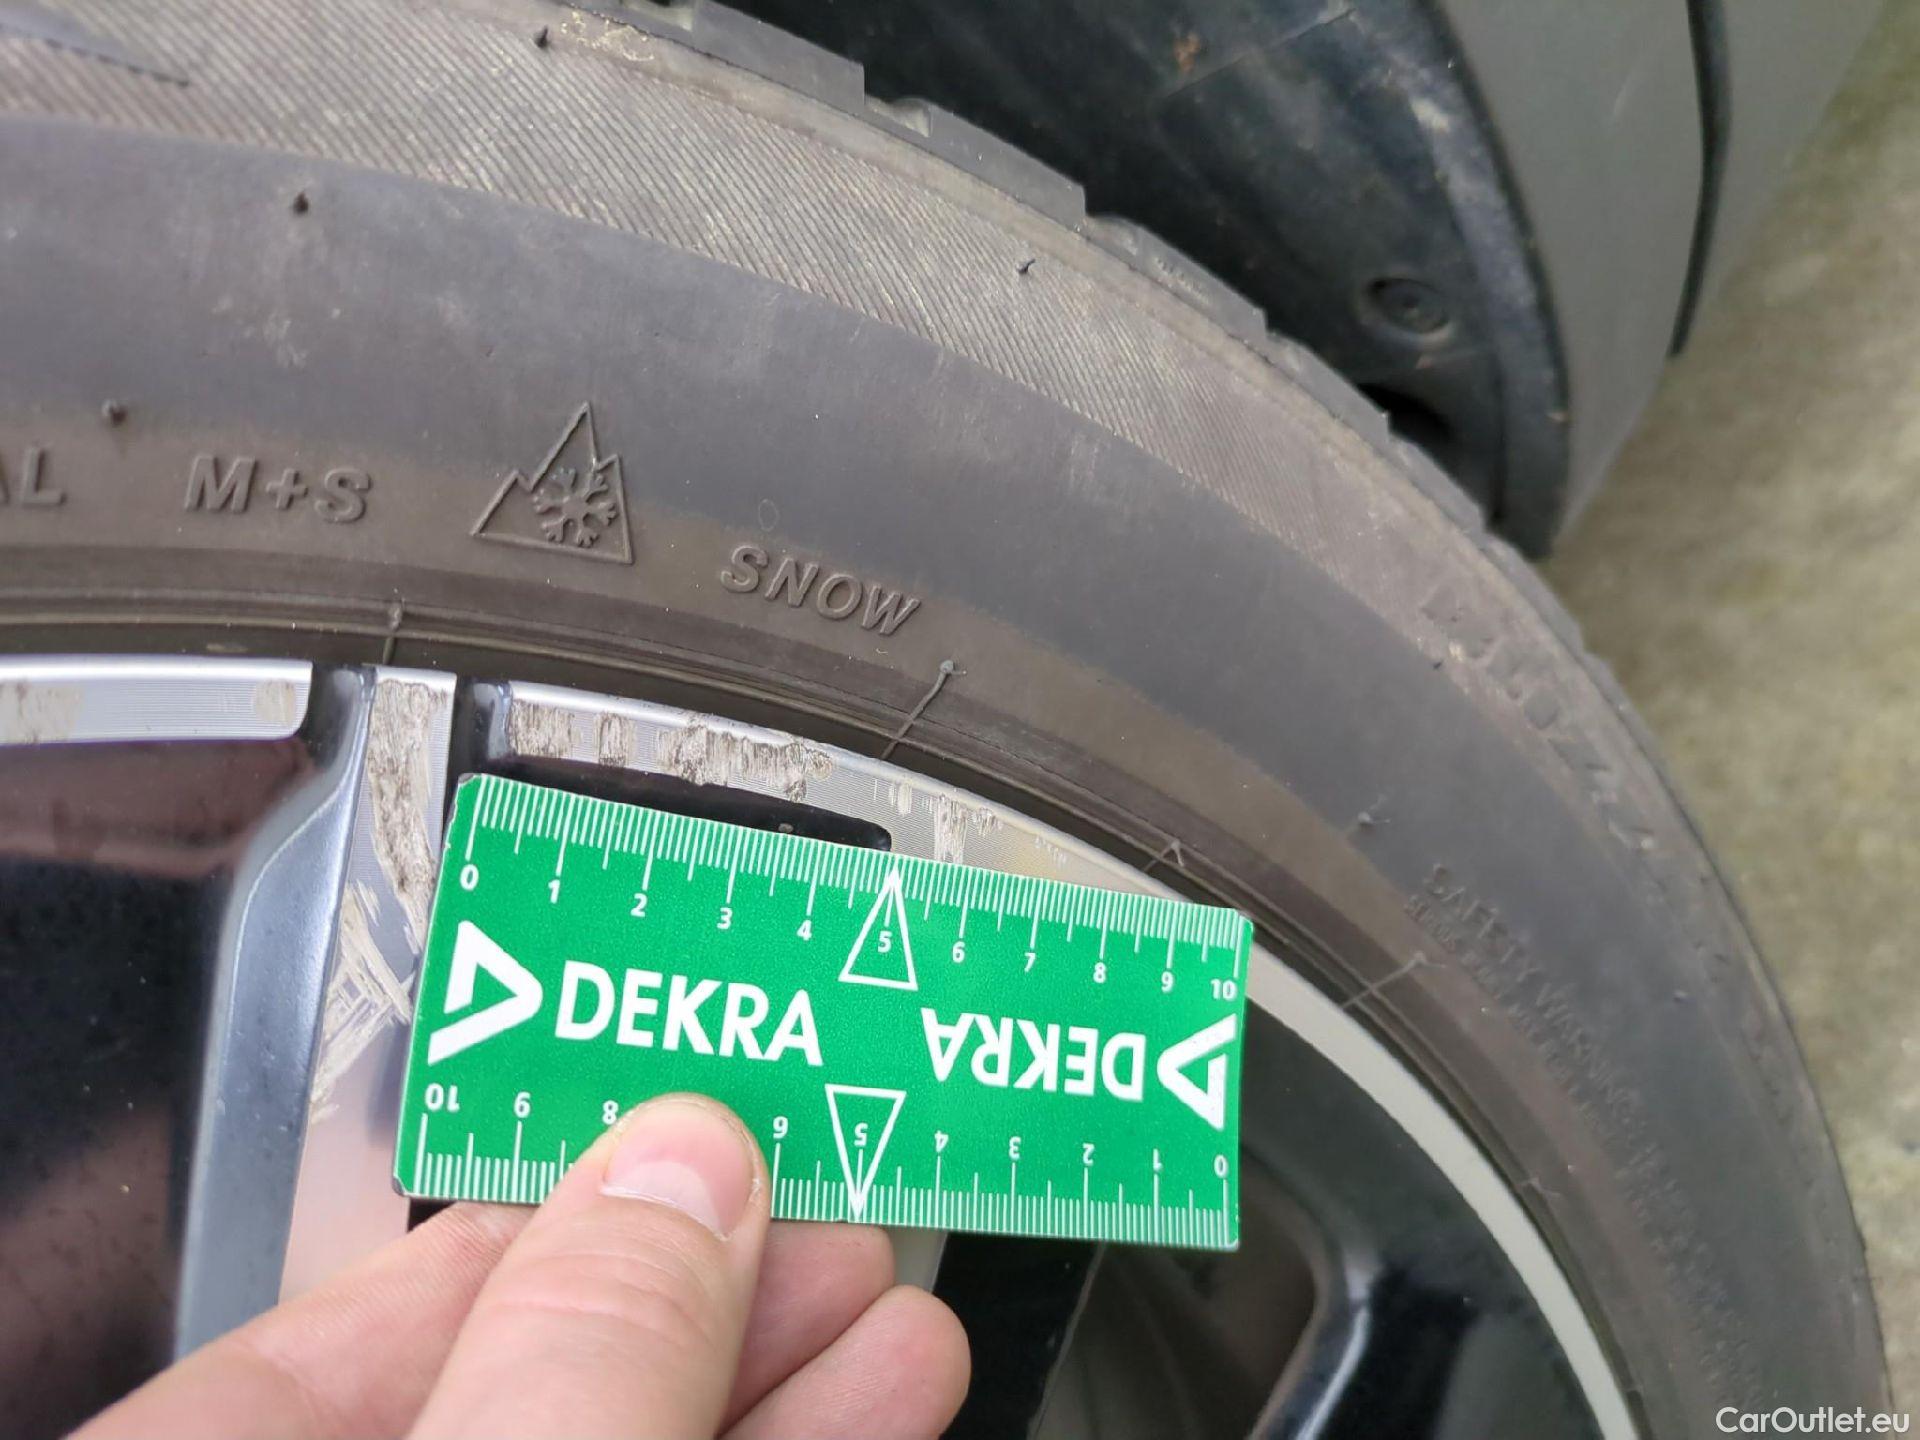 M+S
SNOW
0 1 2 3 4 5 6 7 8 9 10
DEKRA
DEKRA
10 9 8 6 5 4 3 2 1 0
SAFETY WARNING
CarOutlet.eu